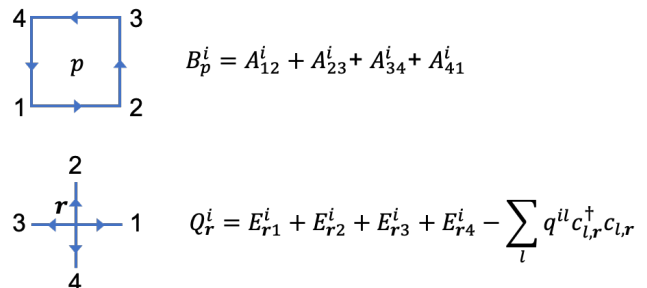 4 3
p
1 2
B_p^i = A_{12}^i + A_{23}^i + A_{34}^i + A_{41}^i
2
r
3 1
4
Q_r^i = E_{r1}^i + E_{r2}^i + E_{r3}^i + E_{r4}^i − ∑_l q^{il} c_{l,r}^† c_{l,r}